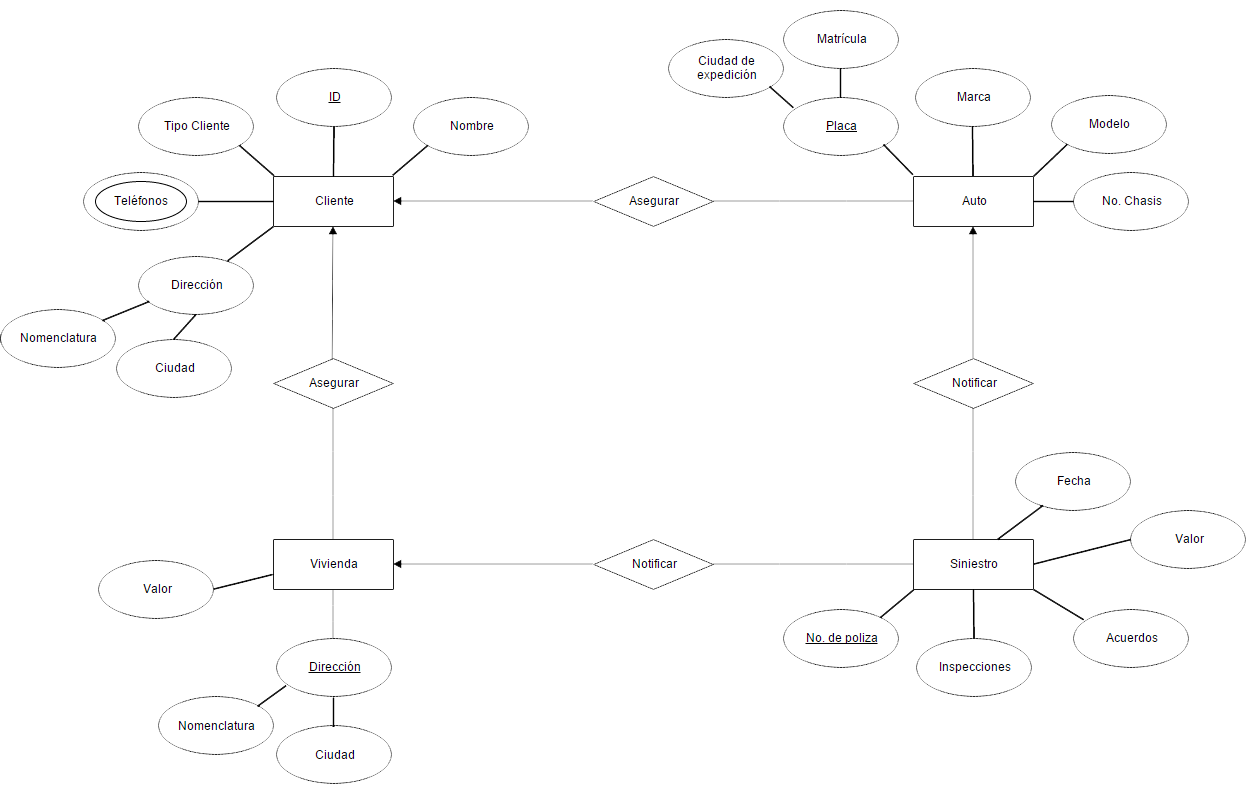 Matrícula
Ciudad de
expedición
ID
Marca
Tipo Cliente
Nombre
Placa
Modelo
Teléfonos
Cliente
Asegurar
Auto
No. Chasis
Dirección
Nomenclatura
Ciudad
Asegurar
Notificar
Fecha
Valor
Vivienda
Notificar
Siniestro
Valor
No. de poliza
Acuerdos
Dirección
Inspecciones
Nomenclatura
Ciudad